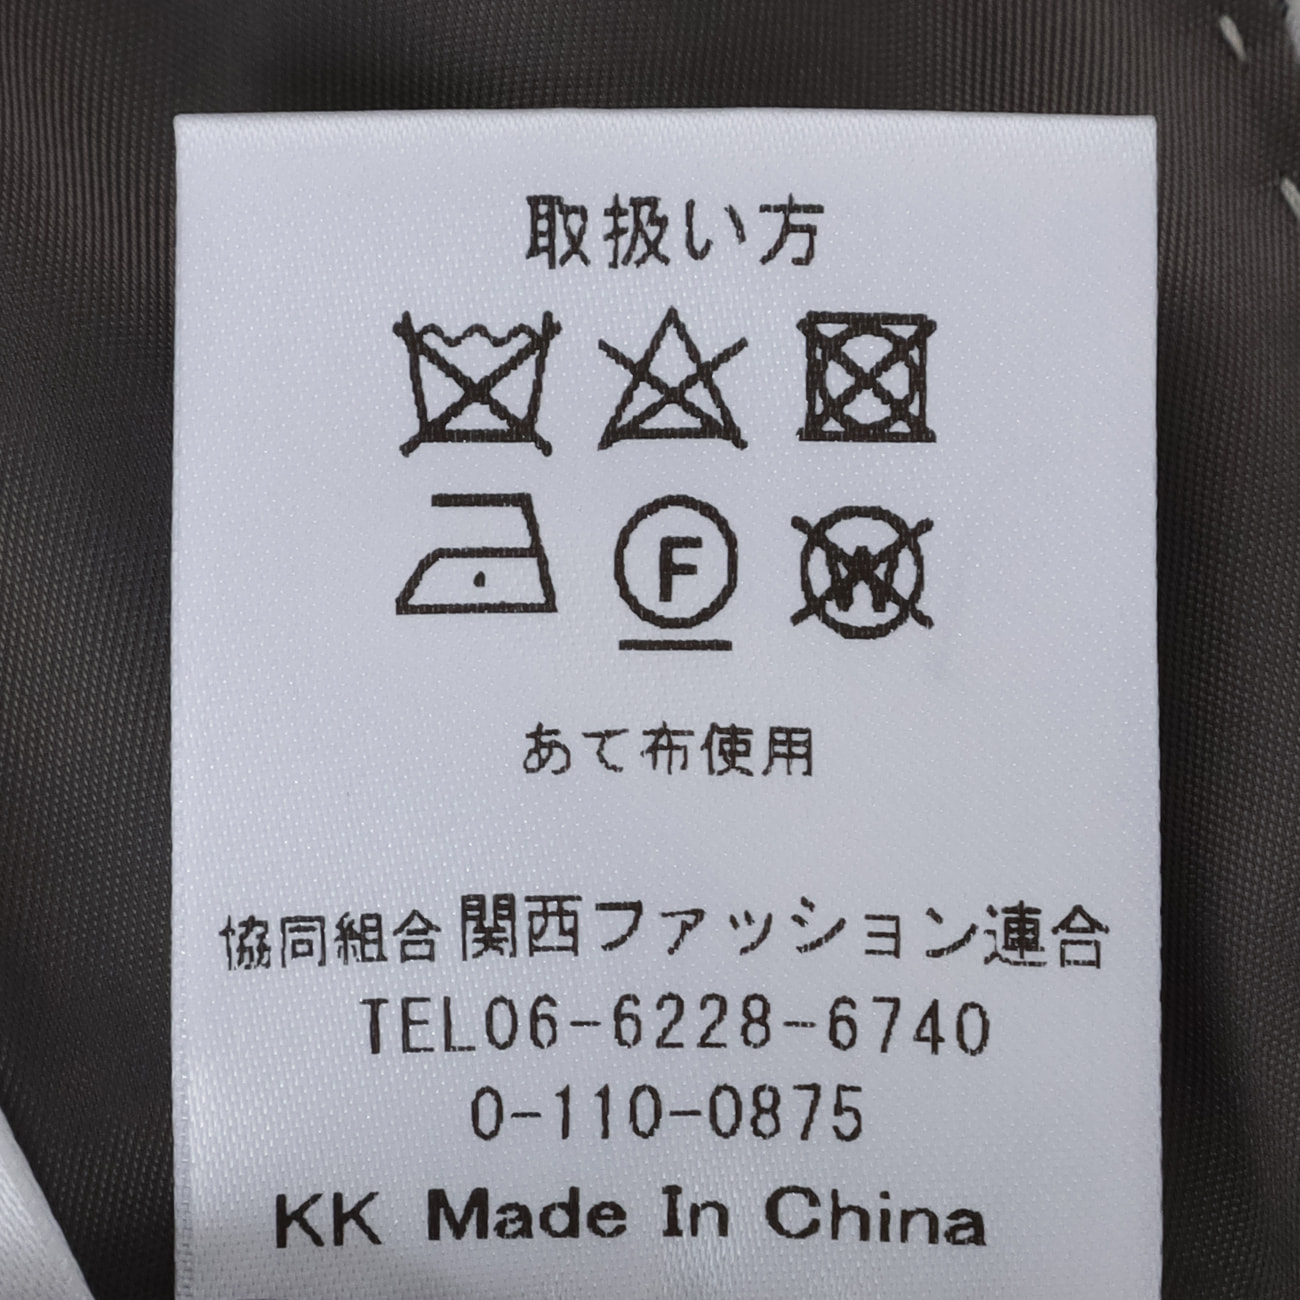 取扱い方
F W
あて布使用
協同組合 関西ファッション連合
TEL06-6228-6740
0-110-0875
KK Made In China